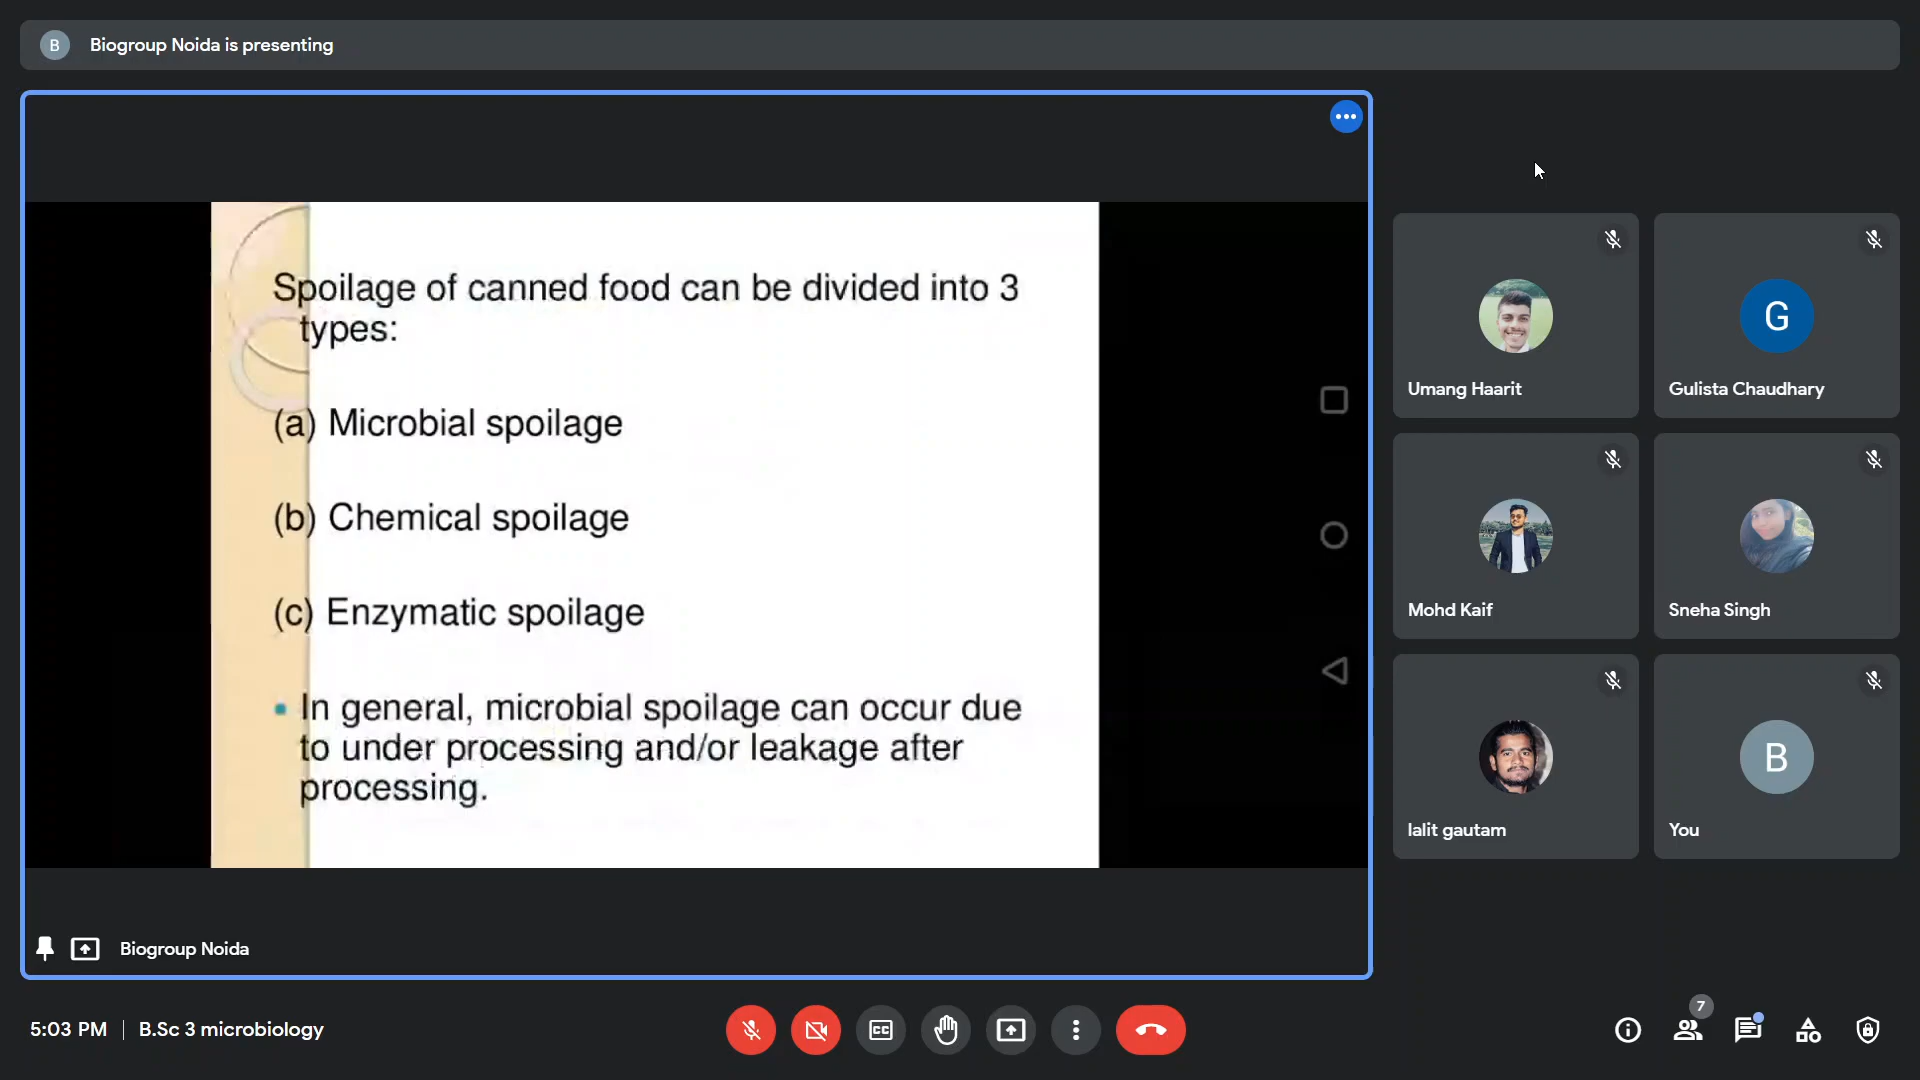 B
Biogroup Noida is presenting
Spoilage of canned food can be divided into 3
types:
(a) Microbial spoilage
(b) Chemical spoilage
(c) Enzymatic spoilage
• In general, microbial spoilage can occur due
to under processing and/or leakage after
processing.
Biogroup Noida
Umang Haarit
G
Gulista Chaudhary
Mohd Kaif
Sneha Singh
lalit gautam
B
You
5:03 PM | B.Sc 3 microbiology
CC
7